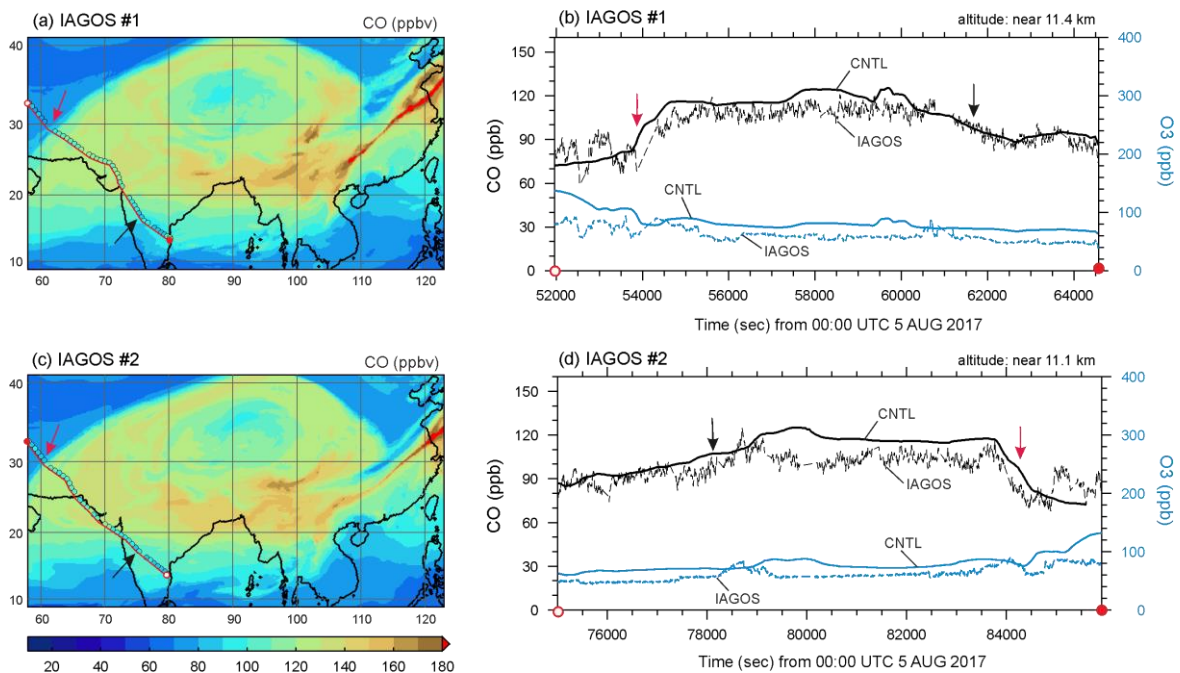 (a) IAGOS #1
CO (ppbv)
40
30
20
10
60
70
80
90
100
110
120
(b) IAGOS #1
altitude: near 11.4 km
160
120
90
60
30
0
CO (ppb)
CNTL
IAGOS
CNTL
IAGOS
400
300
200
100
0
O3 (ppb)
52000
54000
56000
58000
60000
62000
64000
Time (sec) from 00:00 UTC 5 AUG 2017
(c) IAGOS #2
CO (ppbv)
40
30
20
10
60
70
80
90
100
110
120
20
40
60
80
100
120
140
160
180
(d) IAGOS #2
altitude: near 11.1 km
160
120
90
60
30
0
CO (ppb)
CNTL
IAGOS
CNTL
IAGOS
400
300
200
100
0
O3 (ppb)
76000
78000
80000
82000
84000
Time (sec) from 00:00 UTC 5 AUG 2017